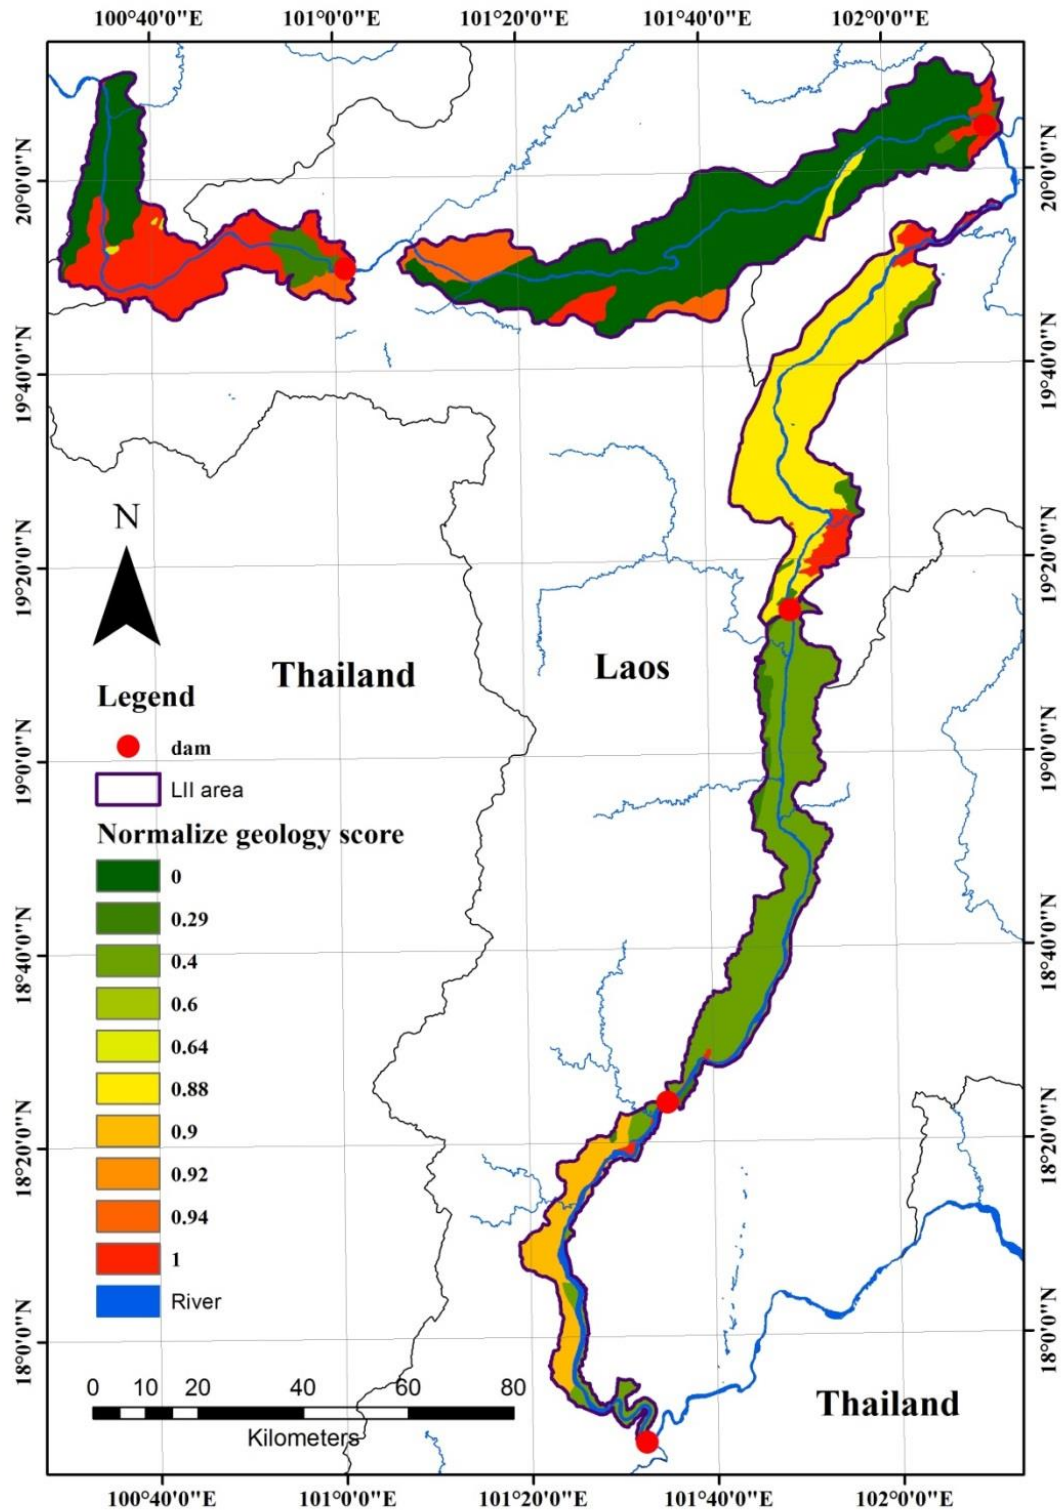 100°40'0"E 101°0'0"E 101°20'0"E 101°40'0"E 102°0'0"E
20°0'0"N 20°0'0"N
19°40'0"N 19°40'0"N
19°20'0"N 19°20'0"N
N
Thailand
Laos
Legend
dam
LII area
19°0'0"N 19°0'0"N
Normalize geology score
0
0.29
0.4
18°40'0"N 18°40'0"N
0.6
0.64
0.88
0.9
18°20'0"N 18°20'0"N
0.92
0.94
1
River
18°0'0"N 18°0'0"N
0 10 20 40 60 80
Kilometers
Thailand
100°40'0"E 101°0'0"E 101°20'0"E 101°40'0"E 102°0'0"E